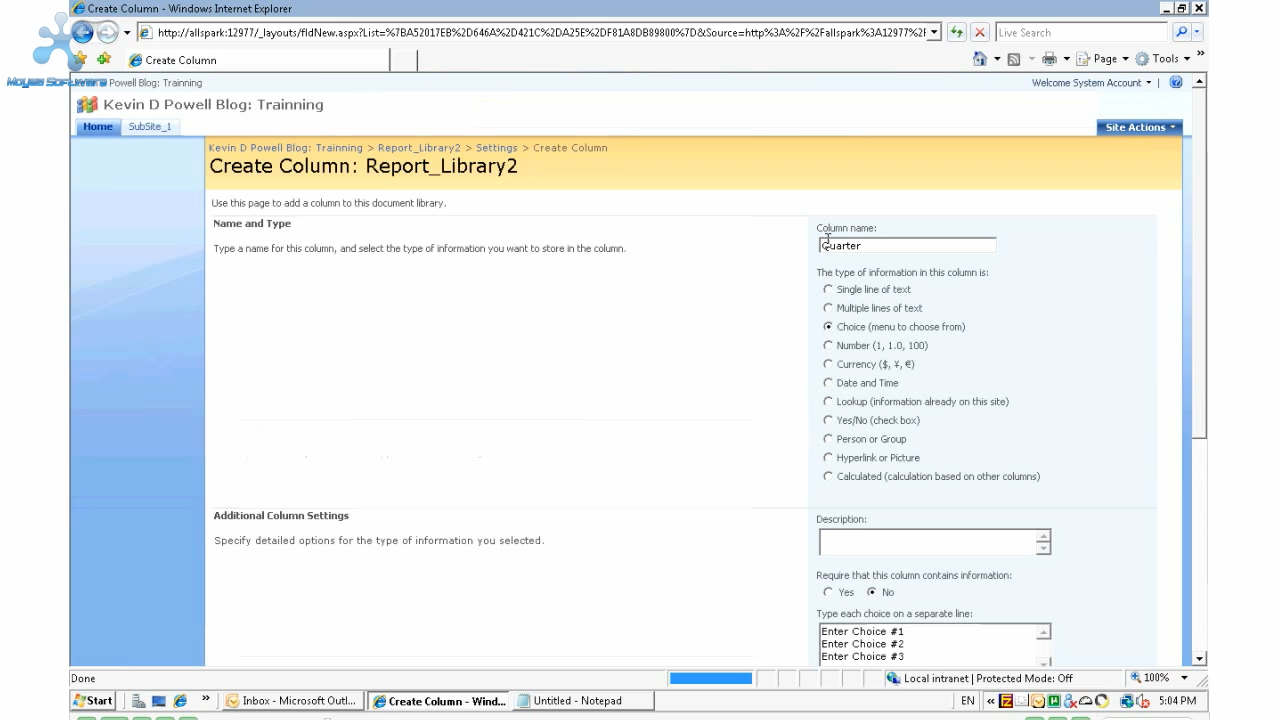 Create Column - Windows Internet Explorer
http://allspark:12977/_layouts/fldNew.aspx?List=%7BA52017EB%2D646A%2D421C%2DA25E%2DF81A8DB89800%7D&Source=http%3A%2F%2Fallspark%3A12977%2F
Live Search
Create Column
Page
Tools
Moyea Software
Powell Blog: Trainning
Welcome System Account
Kevin D Powell Blog: Trainning
Home
SubSite_1
Site Actions
Kevin D Powell Blog: Trainning > Report_Library2 > Settings > Create Column
Create Column: Report_Library2
Use this page to add a column to this document library.
Name and Type
Type a name for this column, and select the type of information you want to store in the column.
Column name:
Quarter
The type of information in this column is:
Single line of text
Multiple lines of text
Choice (menu to choose from)
Number (1, 1.0, 100)
Currency ($, ¥, €)
Date and Time
Lookup (information already on this site)
Yes/No (check box)
Person or Group
Hyperlink or Picture
Calculated (calculation based on other columns)
Additional Column Settings
Specify detailed options for the type of information you selected.
Description:
Require that this column contains information:
Yes No
Type each choice on a separate line:
Enter Choice #1
Enter Choice #2
Enter Choice #3
Done
Local intranet | Protected Mode: Off
100%
Start
Inbox - Microsoft Outl...
Create Column - Wind...
Untitled - Notepad
EN
5:04 PM